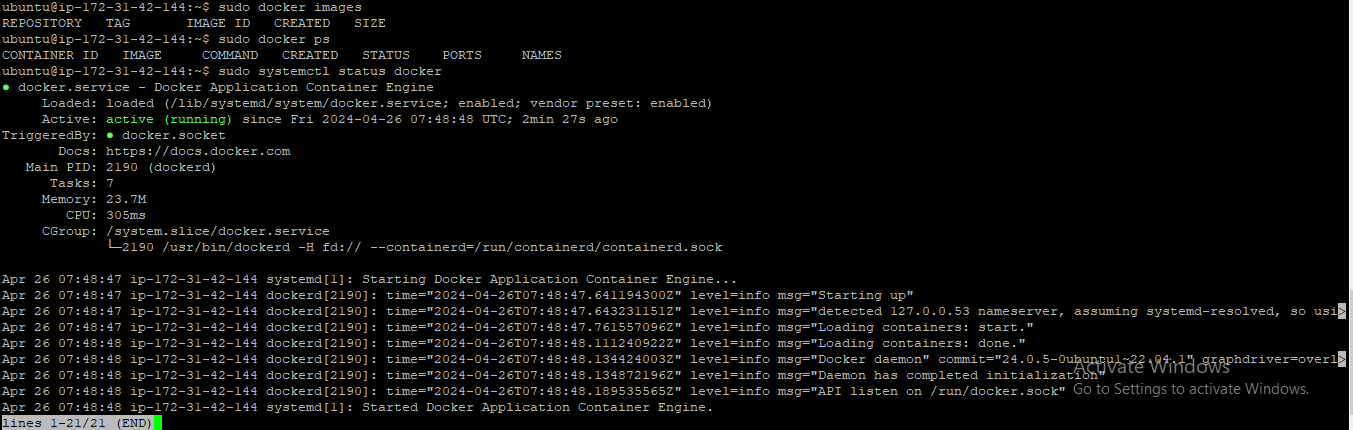 ubuntu@ip-172-31-42-144:~$ sudo docker images
REPOSITORY   TAG       IMAGE ID   CREATED   SIZE
ubuntu@ip-172-31-42-144:~$ sudo docker ps
CONTAINER ID   IMAGE     COMMAND   CREATED   STATUS    PORTS     NAMES
ubuntu@ip-172-31-42-144:~$ sudo systemctl status docker
● docker.service - Docker Application Container Engine
     Loaded: loaded (/lib/systemd/system/docker.service; enabled; vendor preset: enabled)
     Active: active (running) since Fri 2024-04-26 07:48:48 UTC; 2min 27s ago
TriggeredBy: ● docker.socket
       Docs: https://docs.docker.com
   Main PID: 2190 (dockerd)
      Tasks: 7
     Memory: 23.7M
        CPU: 305ms
     CGroup: /system.slice/docker.service
             └─2190 /usr/bin/dockerd -H fd:// --containerd=/run/containerd/containerd.sock

Apr 26 07:48:47 ip-172-31-42-144 systemd[1]: Starting Docker Application Container Engine...
Apr 26 07:48:47 ip-172-31-42-144 dockerd[2190]: time="2024-04-26T07:48:47.641194300Z" level=info msg="Starting up"
Apr 26 07:48:47 ip-172-31-42-144 dockerd[2190]: time="2024-04-26T07:48:47.643231151Z" level=info msg="detected 127.0.0.53 nameserver, assuming systemd-resolved, so usi>
Apr 26 07:48:47 ip-172-31-42-144 dockerd[2190]: time="2024-04-26T07:48:47.761557096Z" level=info msg="Loading containers: start."
Apr 26 07:48:48 ip-172-31-42-144 dockerd[2190]: time="2024-04-26T07:48:48.111240922Z" level=info msg="Loading containers: done."
Apr 26 07:48:48 ip-172-31-42-144 dockerd[2190]: time="2024-04-26T07:48:48.134424003Z" level=info msg="Docker daemon" commit="24.0.5-0ubuntu1~22.04.1" graphdriver=overl>
Apr 26 07:48:48 ip-172-31-42-144 dockerd[2190]: time="2024-04-26T07:48:48.134872196Z" level=info msg="Daemon has completed initialization"
Apr 26 07:48:48 ip-172-31-42-144 dockerd[2190]: time="2024-04-26T07:48:48.189535565Z" level=info msg="API listen on /run/docker.sock"
Apr 26 07:48:48 ip-172-31-42-144 systemd[1]: Started Docker Application Container Engine.
lines 1-21/21 (END)
Activate Windows
Go to Settings to activate Windows.